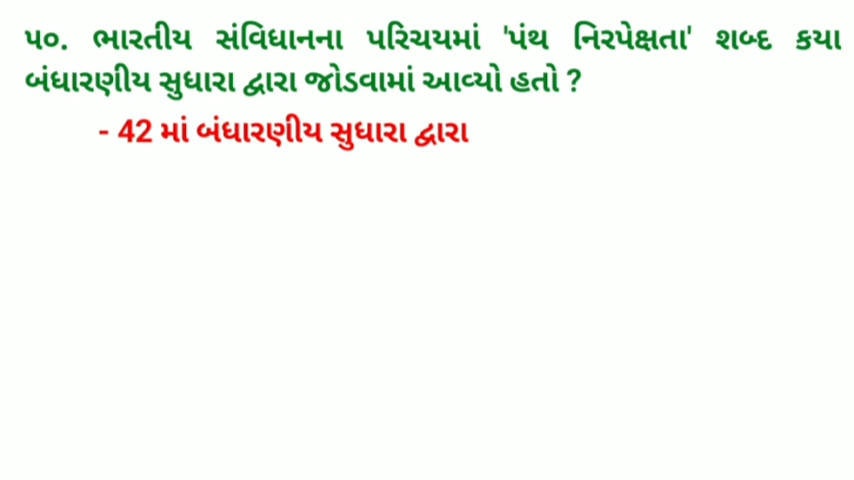 ૫૦. ભારતીય સંવિધાનના પરિચયમાં 'પંથ નિરપેક્ષતા' શબ્દ કયા
બંધારણીય સુધારા દ્વારા જોડવામાં આવ્યો હતો ?
- 42 માં બંધારણીય સુધારા દ્વારા